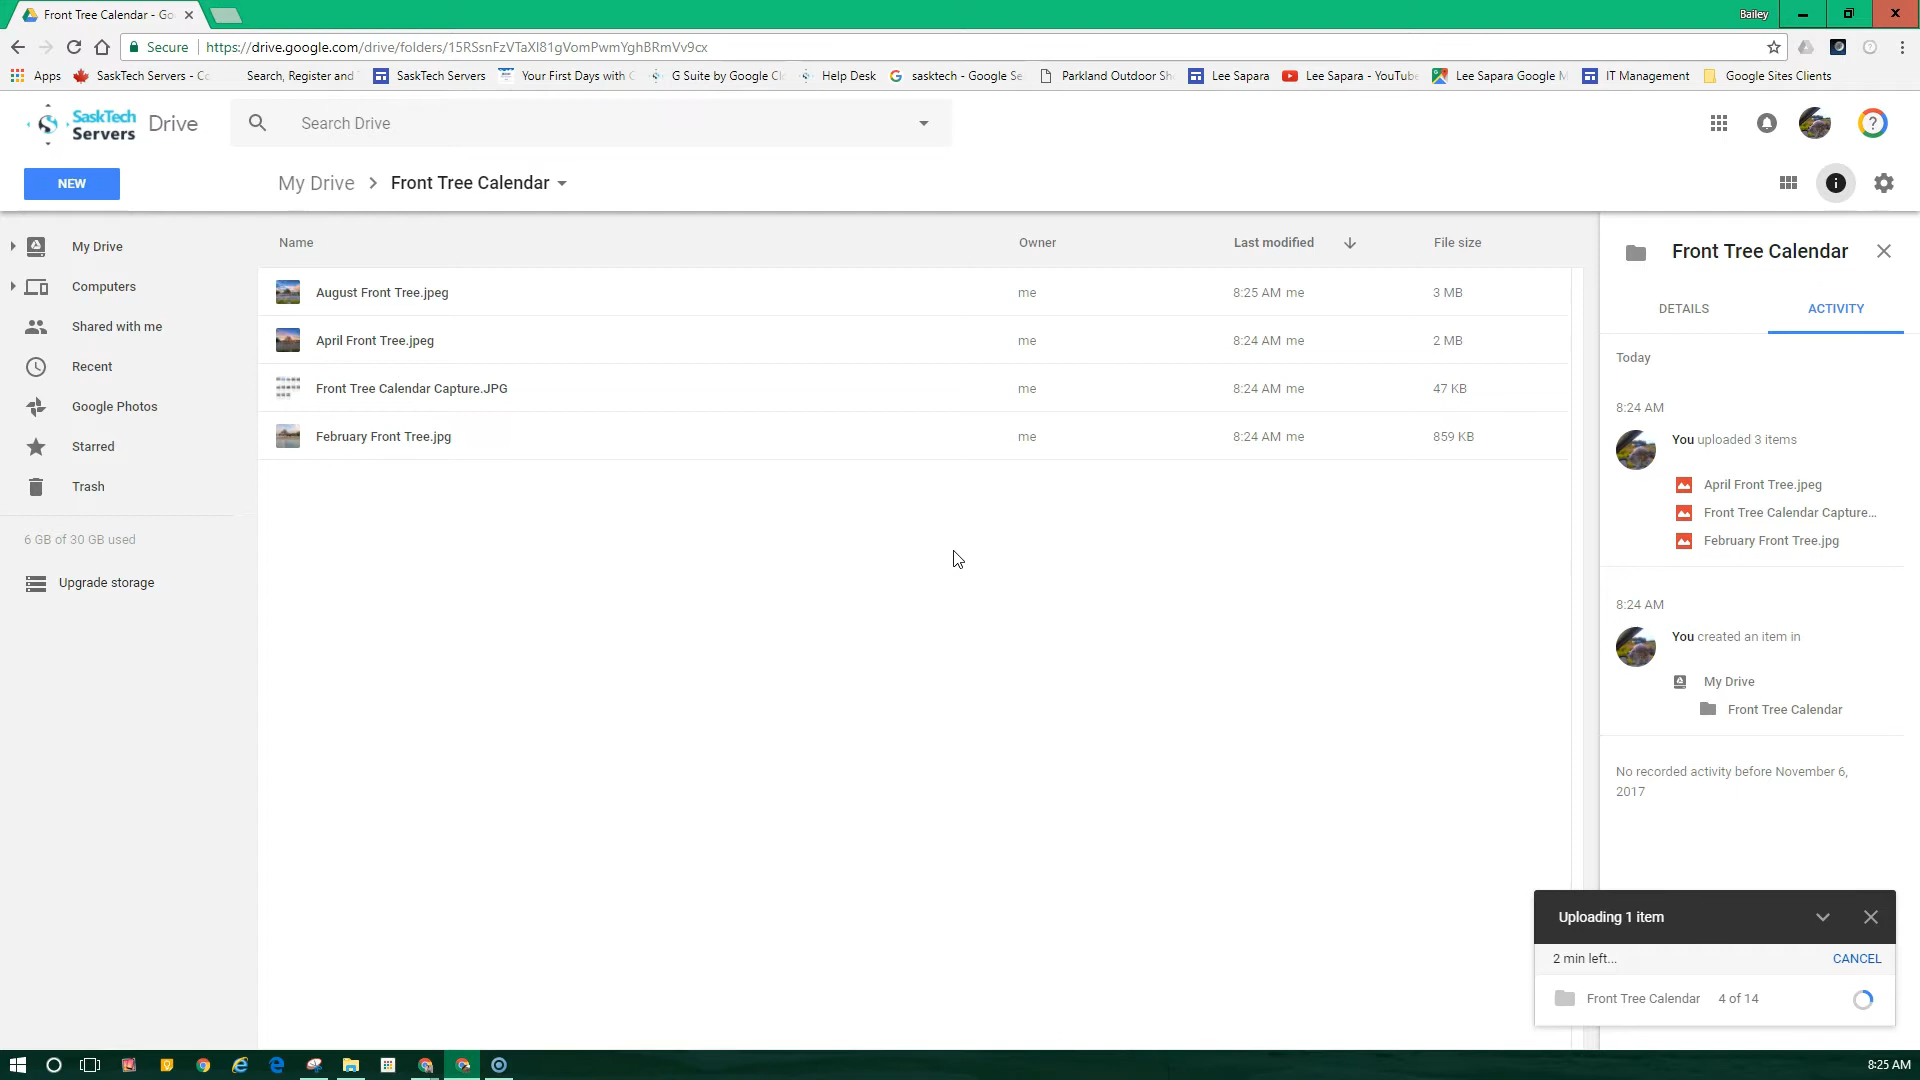 Front Tree Calendar - Go
Bailey
Secure
https://drive.google.com/drive/folders/15RSsnFzVTaXl81gVomPwmYghBRmVv9cx
Apps
SaskTech Servers - Co
Search, Register and
SaskTech Servers
Your First Days with G
G Suite by Google Cl
Help Desk
sasktech - Google Se
Parkland Outdoor Sh
Lee Sapara
Lee Sapara - YouTube
Lee Sapara Google M
IT Management
Google Sites Clients
SaskTech
Servers
Drive
Search Drive
NEW
My Drive
Front Tree Calendar
My Drive
Computers
Shared with me
Recent
Google Photos
Starred
Trash
6 GB of 30 GB used
Upgrade storage
Name Owner Last modified File size
August Front Tree.jpeg me 8:25 AM me 3 MB
April Front Tree.jpeg me 8:24 AM me 2 MB
Front Tree Calendar Capture.JPG me 8:24 AM me 47 KB
February Front Tree.jpg me 8:24 AM me 859 KB
Front Tree Calendar
DETAILS ACTIVITY
Today
8:24 AM
You uploaded 3 items
April Front Tree.jpeg
Front Tree Calendar Capture...
February Front Tree.jpg
8:24 AM
You created an item in
My Drive
Front Tree Calendar
No recorded activity before November 6,
2017
Uploading 1 item
2 min left...
CANCEL
Front Tree Calendar 4 of 14
8:25 AM